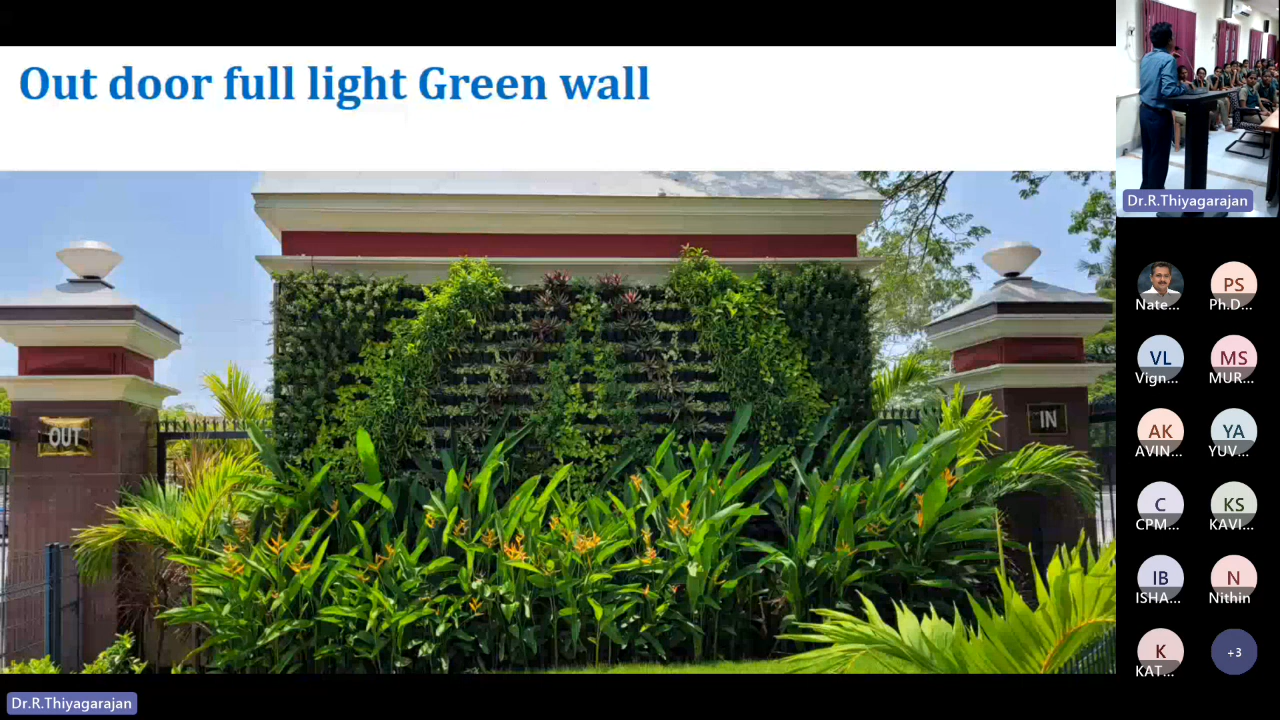 Out door full light Green wall
OUT
IN
Dr.R.Thiyagarajan
Nate...
PS
Ph.D...
VL
Vign...
MS
MUR...
AK
AVIN...
YA
YUV...
C
CPM...
KS
KAVI...
IB
ISHA...
N
Nithin
K
KAT...
+3
Dr.R.Thiyagarajan